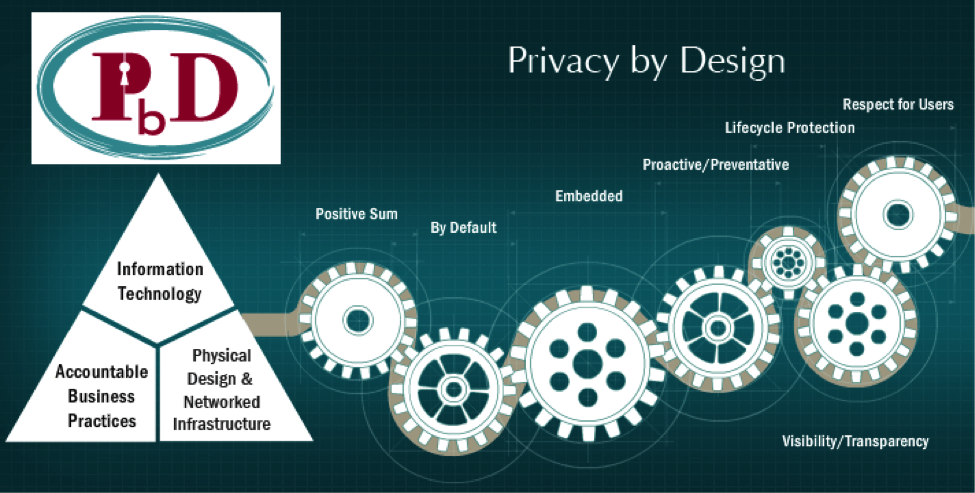 PbD
Privacy by Design
Respect for Users
Lifecycle Protection
Proactive/Preventative
Embedded
Positive Sum
By Default
Information
Technology
Accountable
Business
Practices
Physical
Design &
Networked
Infrastructure
Visibility/Transparency